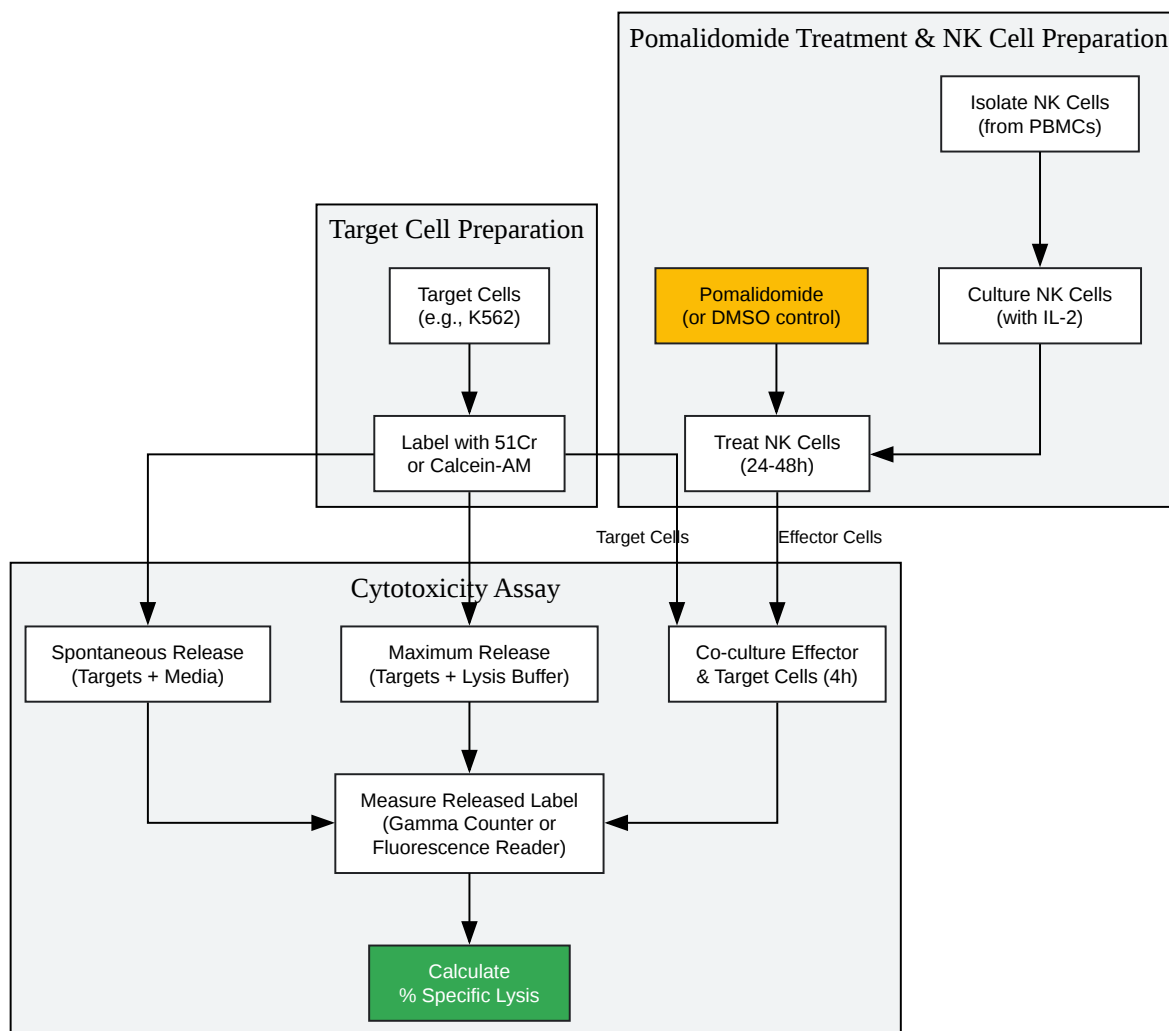 Pomalidomide Treatment & NK Cell Preparation
Isolate NK Cells
(from PBMCs)
Target Cell Preparation
Target Cells
(e.g., K562)
Pomalidomide
(or DMSO control)
Culture NK Cells
(with IL-2)
Label with 51Cr
or Calcein-AM
Treat NK Cells
(24-48h)
Target Cells
Effector Cells
Cytotoxicity Assay
Spontaneous Release
(Targets + Media)
Maximum Release
(Targets + Lysis Buffer)
Co-culture Effector
& Target Cells (4h)
Measure Released Label
(Gamma Counter or
Fluorescence Reader)
Calculate
% Specific Lysis